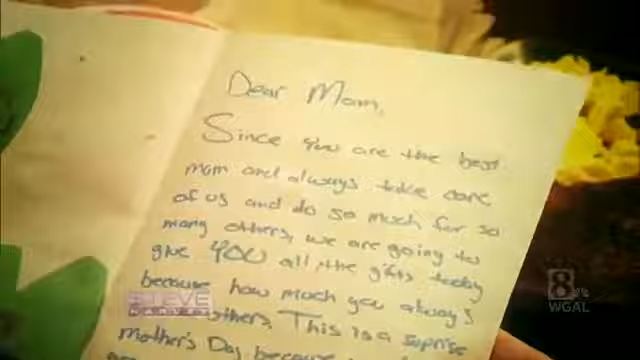 Dear Mom,
Since you are the best
mom and always take care
of us and do so much for so
many others, we are going to
give YOU all the gifts today
because how much you always
others. This is a suprise
Mother's Day because
STEVE
HARVEY
8
WGAL